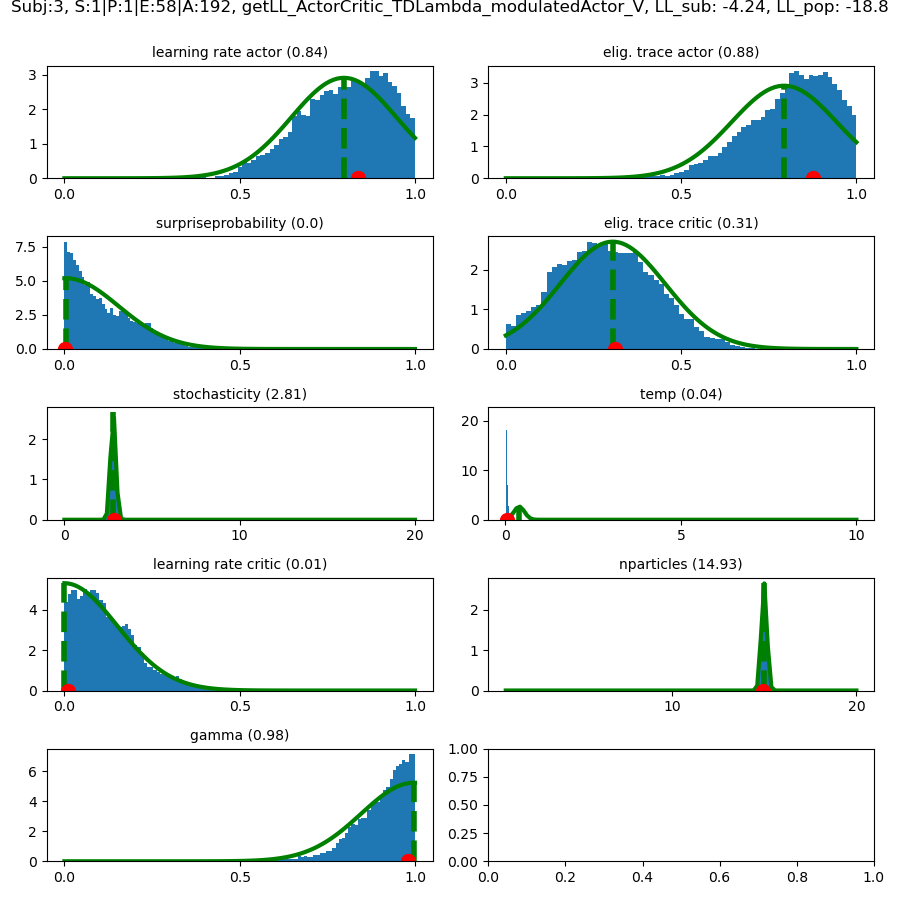 Subj:3, S:1|P:1|E:58|A:192, getLL_ActorCritic_TDLambda_modulatedActor_V, LL_sub: -4.24, LL_pop: -18.8
learning rate actor (0.84)
elig. trace actor (0.88)
3
2
1
0
0.0 0.5 1.0
3
2
1
0
0.0 0.5 1.0
surpriseprobability (0.0)
elig. trace critic (0.31)
7.5
5.0
2.5
0.0
0.0 0.5 1.0
2
1
0
0.0 0.5 1.0
stochasticity (2.81)
temp (0.04)
2
1
0
0 10 20
20
10
0
0 5 10
learning rate critic (0.01)
nparticles (14.93)
4
2
0
0.0 0.5 1.0
2
1
0
10 20
gamma (0.98)
6
4
2
0
0.0 0.5 1.0
1.00
0.75
0.50
0.25
0.00
0.0 0.2 0.4 0.6 0.8 1.0